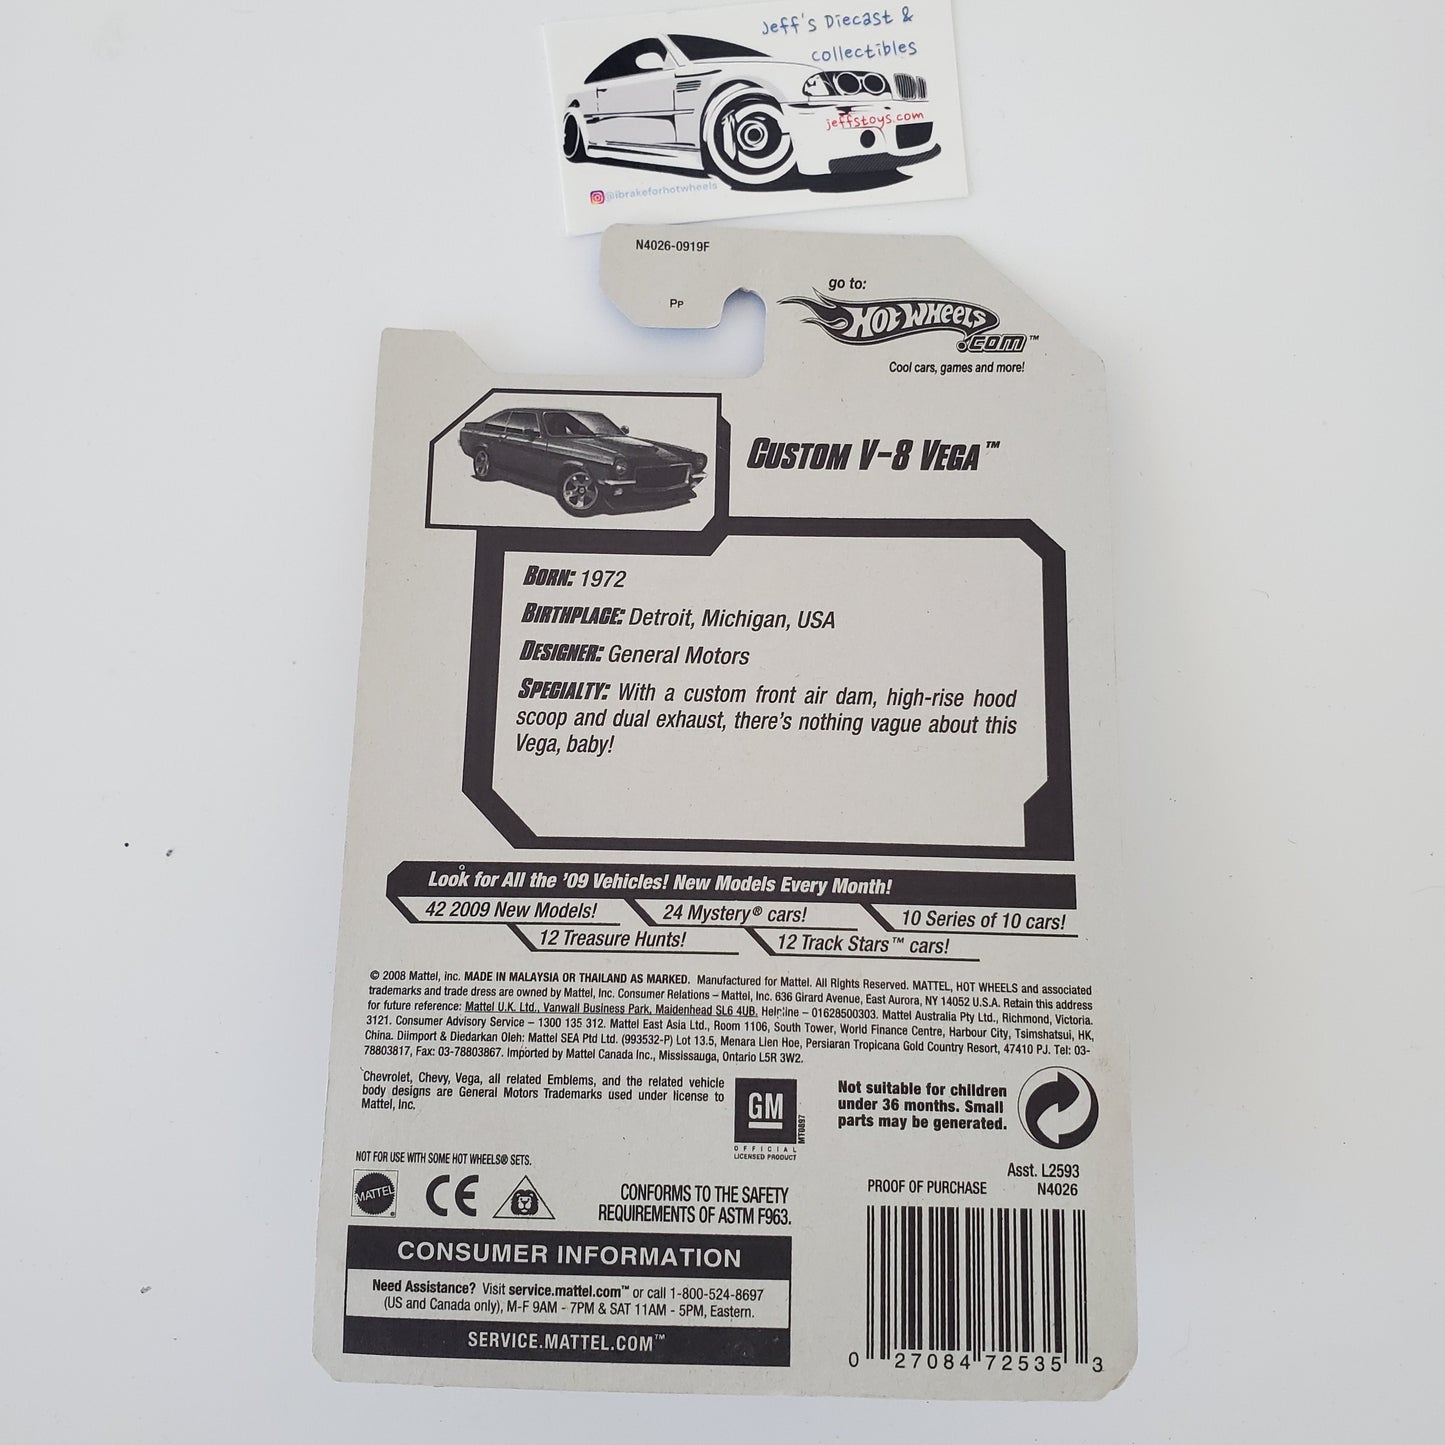 Jeff's Diecast &
collectibles
jeffstoys.com
@ibrakeforhotwheels
N4026-0919F
PP
go to:
HOT WHEELS
.COM™
Cool cars, games and more!
CUSTOM V-8 VEGA™
BORN: 1972
BIRTHPLACE: Detroit, Michigan, USA
DESIGNER: General Motors
SPECIALTY: With a custom front air dam, high-rise hood
scoop and dual exhaust, there's nothing vague about this
Vega, baby!
Look for All the '09 Vehicles! New Models Every Month!
42 2009 New Models!
24 Mystery® cars!
10 Series of 10 cars!
12 Treasure Hunts!
12 Track Stars™ cars!
© 2008 Mattel, Inc. MADE IN MALAYSIA OR THAILAND AS MARKED. Manufactured for Mattel. All Rights Reserved. MATTEL, HOT WHEELS and associated
trademarks and trade dress are owned by Mattel, Inc. Consumer Relations – Mattel, Inc. 636 Girard Avenue, East Aurora, NY 14052 U.S.A. Retain this address
for future reference: Mattel U.K. Ltd., Vanwall Business Park, Maidenhead SL6 4UB. Helpline – 01628500303. Mattel Australia Pty Ltd., Richmond, Victoria.
3121. Consumer Advisory Service – 1300 135 312. Mattel East Asia Ltd., Room 1106, South Tower, World Finance Centre, Harbour City, Tsimshatsui, HK,
China. Diimport & Diedarkan Oleh: Mattel SEA Ptd Ltd. (993532-P) Lot 13.5, Menara Lien Hoe, Persiaran Tropicana Gold Country Resort, 47410 PJ. Tel: 03-
78803817, Fax: 03-78803867. Imported by Mattel Canada Inc., Mississauga, Ontario L5R 3W2.
Chevrolet, Chevy, Vega, all related Emblems, and the related vehicle
body designs are General Motors Trademarks used under license to
Mattel, Inc.
GM
OFFICIAL
LICENSED PRODUCT
MT0897
Not suitable for children
under 36 months. Small
parts may be generated.
NOT FOR USE WITH SOME HOT WHEELS® SETS.
MATTEL®
CE
CONFORMS TO THE SAFETY
REQUIREMENTS OF ASTM F963.
Asst. L2593
PROOF OF PURCHASE N4026
CONSUMER INFORMATION
Need Assistance? Visit service.mattel.com™ or call 1-800-524-8697
(US and Canada only), M-F 9AM - 7PM & SAT 11AM - 5PM, Eastern.
SERVICE.MATTEL.COM™
0 27084 72535 3